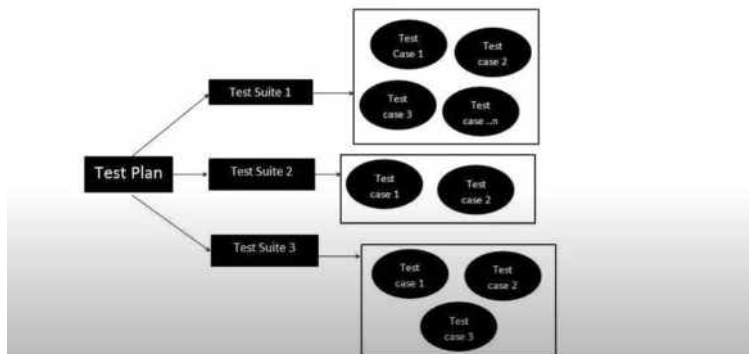 Test Plan
Test Suite 1
Test
Case 1
Test
case 2
Test
case 3
Test
case ...n
Test Suite 2
Test
case 1
Test
case 2
Test Suite 3
Test
case 1
Test
case 2
Test
case 3